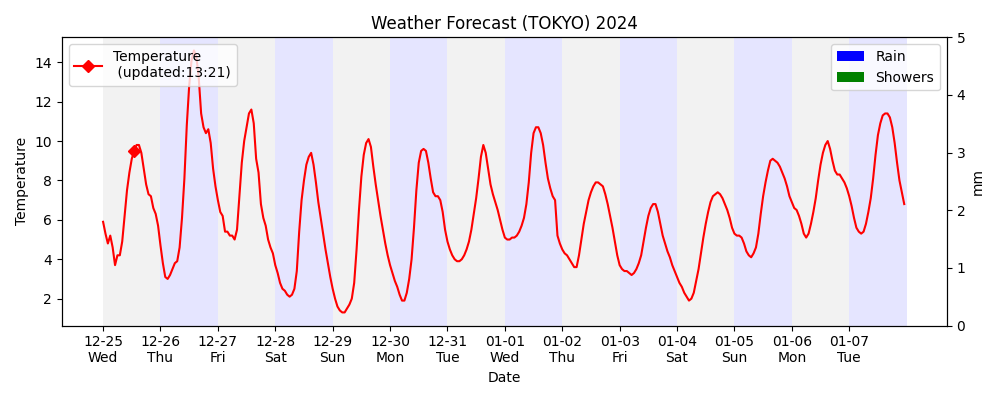 Weather Forecast (TOKYO) 2024
Temperature
(updated:13:21)
Rain
Showers
Temperature
14
12
10
8
6
4
2
5
4
3
2
1
0
mm
12-25 12-26 12-27 12-28 12-29 12-30 12-31 01-01 01-02 01-03 01-04 01-05 01-06 01-07
Wed Thu Fri Sat Sun Mon Tue Wed Thu Fri Sat Sun Mon Tue
Date